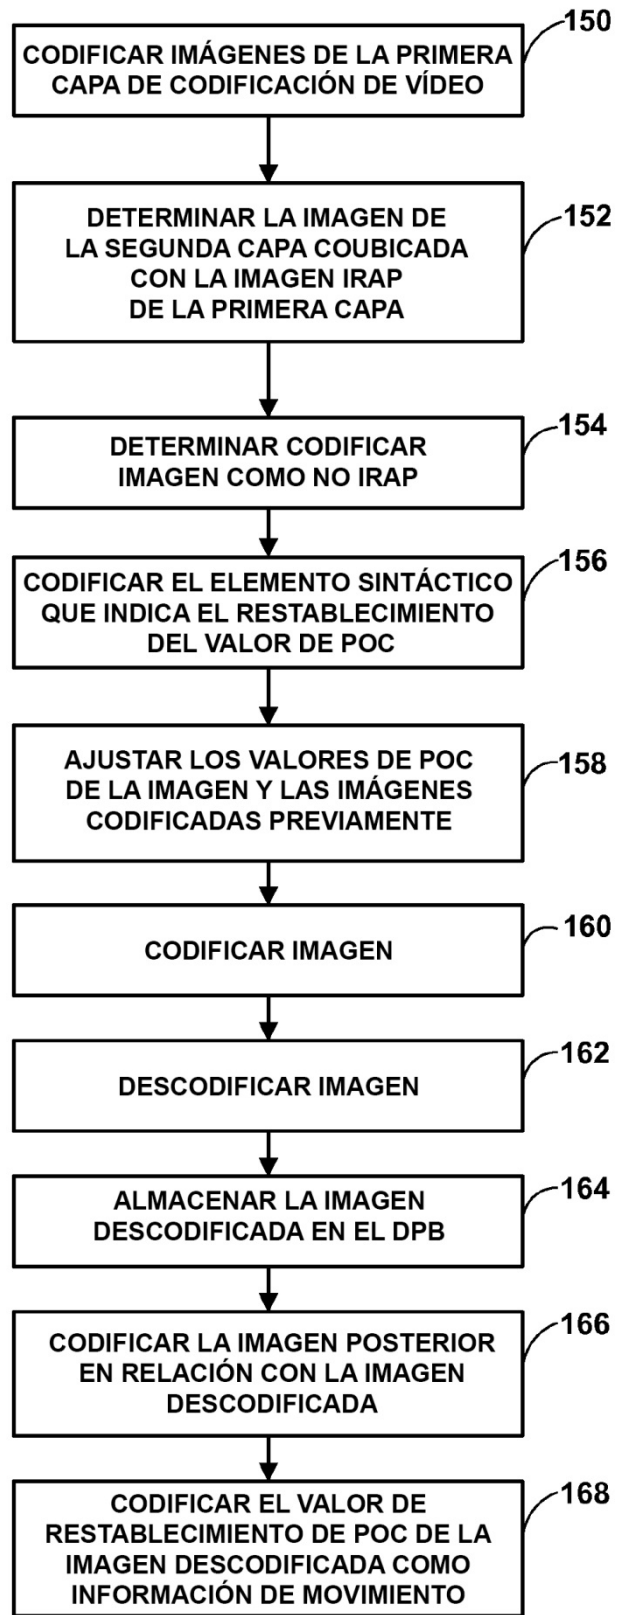 150
CODIFICAR IMÁGENES DE LA PRIMERA
CAPA DE CODIFICACIÓN DE VÍDEO
152
DETERMINAR LA IMAGEN DE
LA SEGUNDA CAPA COUBICADA
CON LA IMAGEN IRAP
DE LA PRIMERA CAPA
154
DETERMINAR CODIFICAR
IMAGEN COMO NO IRAP
156
CODIFICAR EL ELEMENTO SINTÁCTICO
QUE INDICA EL RESTABLECIMIENTO
DEL VALOR DE POC
158
AJUSTAR LOS VALORES DE POC
DE LA IMAGEN Y LAS IMÁGENES
CODIFICADAS PREVIAMENTE
160
CODIFICAR IMAGEN
162
DESCODIFICAR IMAGEN
164
ALMACENAR LA IMAGEN
DESCODIFICADA EN EL DPB
166
CODIFICAR LA IMAGEN POSTERIOR
EN RELACIÓN CON LA IMAGEN
DESCODIFICADA
168
CODIFICAR EL VALOR DE
RESTABLECIMIENTO DE POC DE LA
IMAGEN DESCODIFICADA COMO
INFORMACIÓN DE MOVIMIENTO